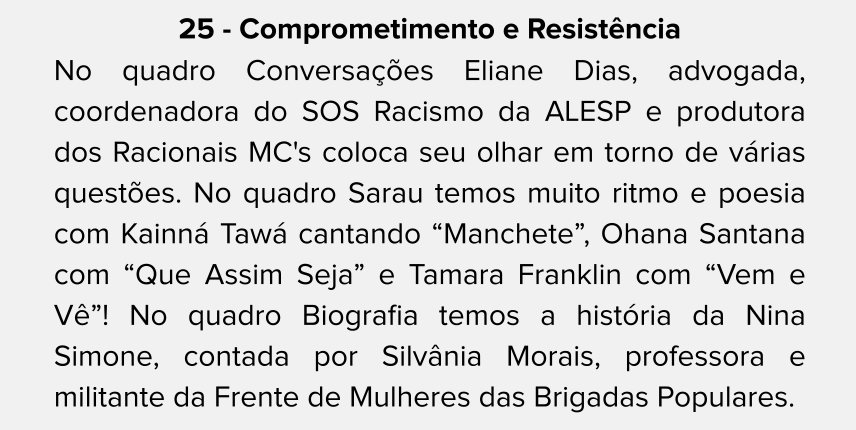 25 - Comprometimento e Resistência
No quadro Conversações Eliane Dias, advogada,
coordenadora do SOS Racismo da ALESP e produtora
dos Racionais MC's coloca seu olhar em torno de várias
questões. No quadro Sarau temos muito ritmo e poesia
com Kainná Tawá cantando “Manchete”, Ohana Santana
com “Que Assim Seja” e Tamara Franklin com “Vem e
Vê”! No quadro Biografia temos a história da Nina
Simone, contada por Silvânia Morais, professora e
militante da Frente de Mulheres das Brigadas Populares.